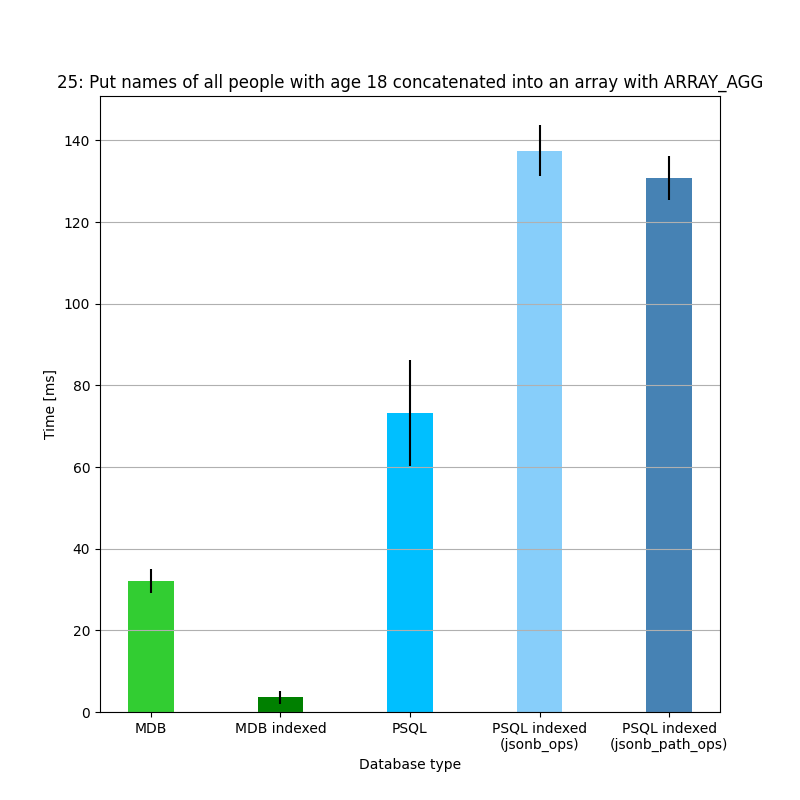 25: Put names of all people with age 18 concatenated into an array with ARRAY_AGG
140
120
100
80
60
40
20
0
Time [ms]
MDB
MDB indexed
PSQL
PSQL indexed
(jsonb_ops)
PSQL indexed
(jsonb_path_ops)
Database type